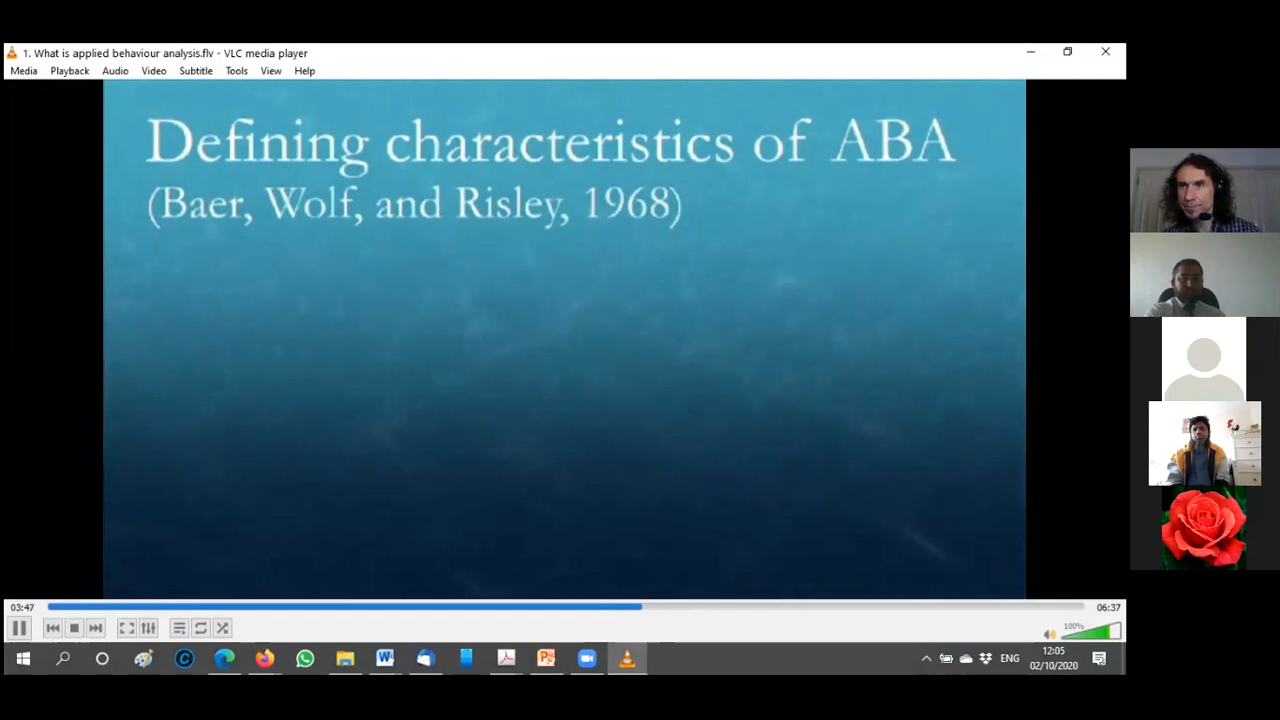 1. What is applied behaviour analysis.flv - VLC media player
Media Playback Audio Video Subtitle Tools View Help
Defining characteristics of ABA
(Baer, Wolf, and Risley, 1968)
03:47
06:37
100%
ENG
12:05
02/10/2020